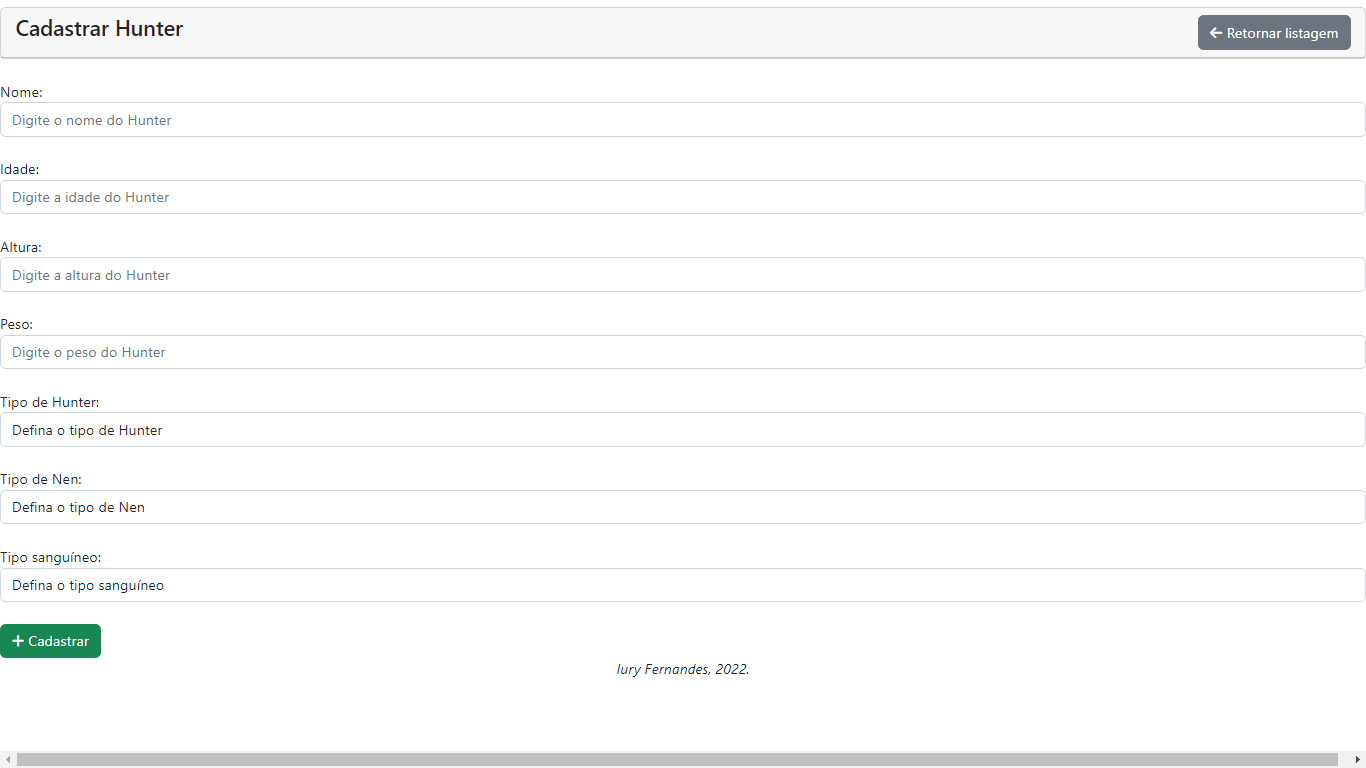 Cadastrar Hunter
Retornar listagem
Nome:
Digite o nome do Hunter
Idade:
Digite a idade do Hunter
Altura:
Digite a altura do Hunter
Peso:
Digite o peso do Hunter
Tipo de Hunter:
Defina o tipo de Hunter
Tipo de Nen:
Defina o tipo de Nen
Tipo sanguíneo:
Defina o tipo sanguíneo
Cadastrar
Iury Fernandes, 2022.